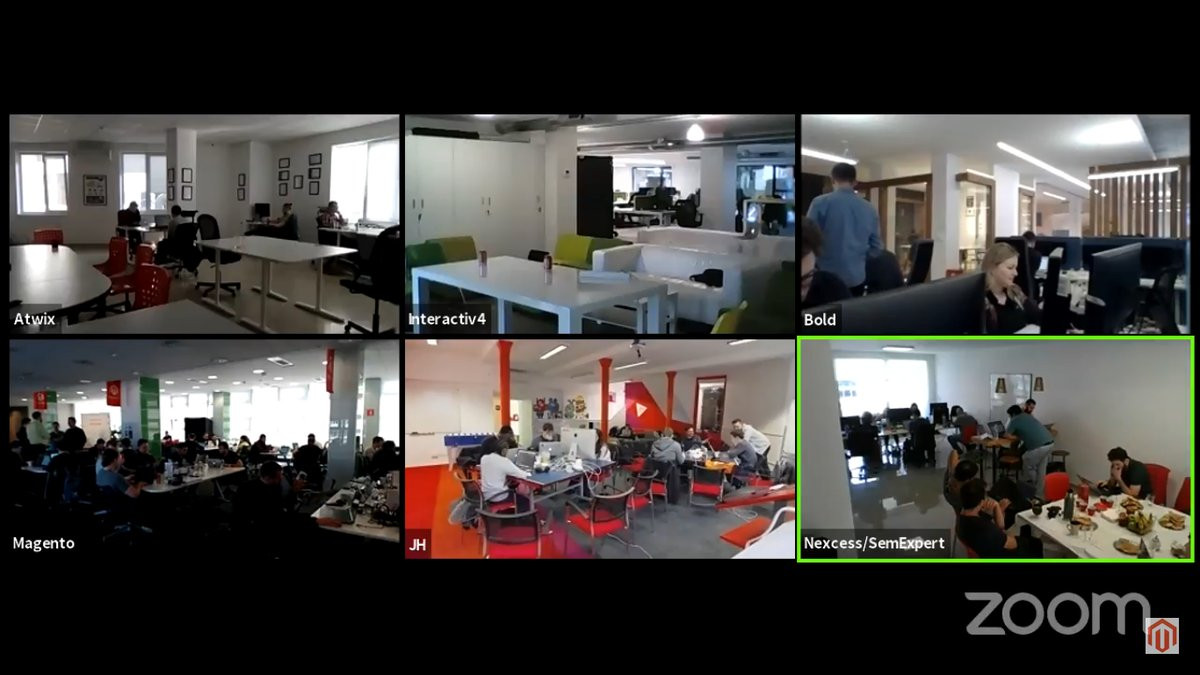 Atwix
Interactiv4
Bold
Magento
JH
Nexcess/SemExpert
zoom